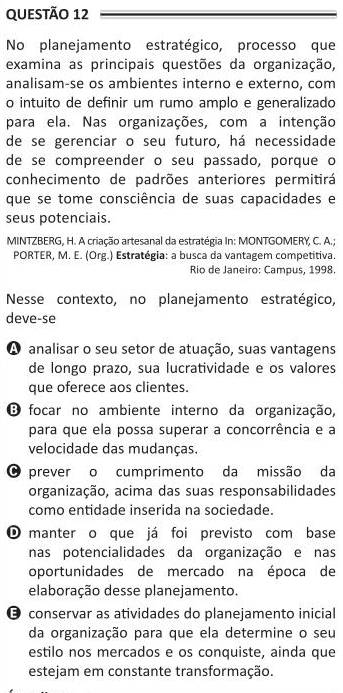 QUESTÃO 12
No planejamento estratégico, processo que
examina as principais questões da organização,
analisam-se os ambientes interno e externo, com
o intuito de definir um rumo amplo e generalizado
para ela. Nas organizações, com a intenção
de se gerenciar o seu futuro, há necessidade
de se compreender o seu passado, porque o
conhecimento de padrões anteriores permitirá
que se tome consciência de suas capacidades e
seus potenciais.
MINTZBERG, H. A criação artesanal da estratégia In: MONTGOMERY, C. A.;
PORTER, M. E. (Org.) Estratégia: a busca da vantagem competitiva.
Rio de Janeiro: Campus, 1998.
Nesse contexto, no planejamento estratégico,
deve-se
A analisar o seu setor de atuação, suas vantagens
de longo prazo, sua lucratividade e os valores
que oferece aos clientes.
B focar no ambiente interno da organização,
para que ela possa superar a concorrência e a
velocidade das mudanças.
C prever o cumprimento da missão da
organização, acima das suas responsabilidades
como entidade inserida na sociedade.
D manter o que já foi previsto com base
nas potencialidades da organização e nas
oportunidades de mercado na época de
elaboração desse planejamento.
E conservar as atividades do planejamento inicial
da organização para que ela determine o seu
estilo nos mercados e os conquiste, ainda que
estejam em constante transformação.